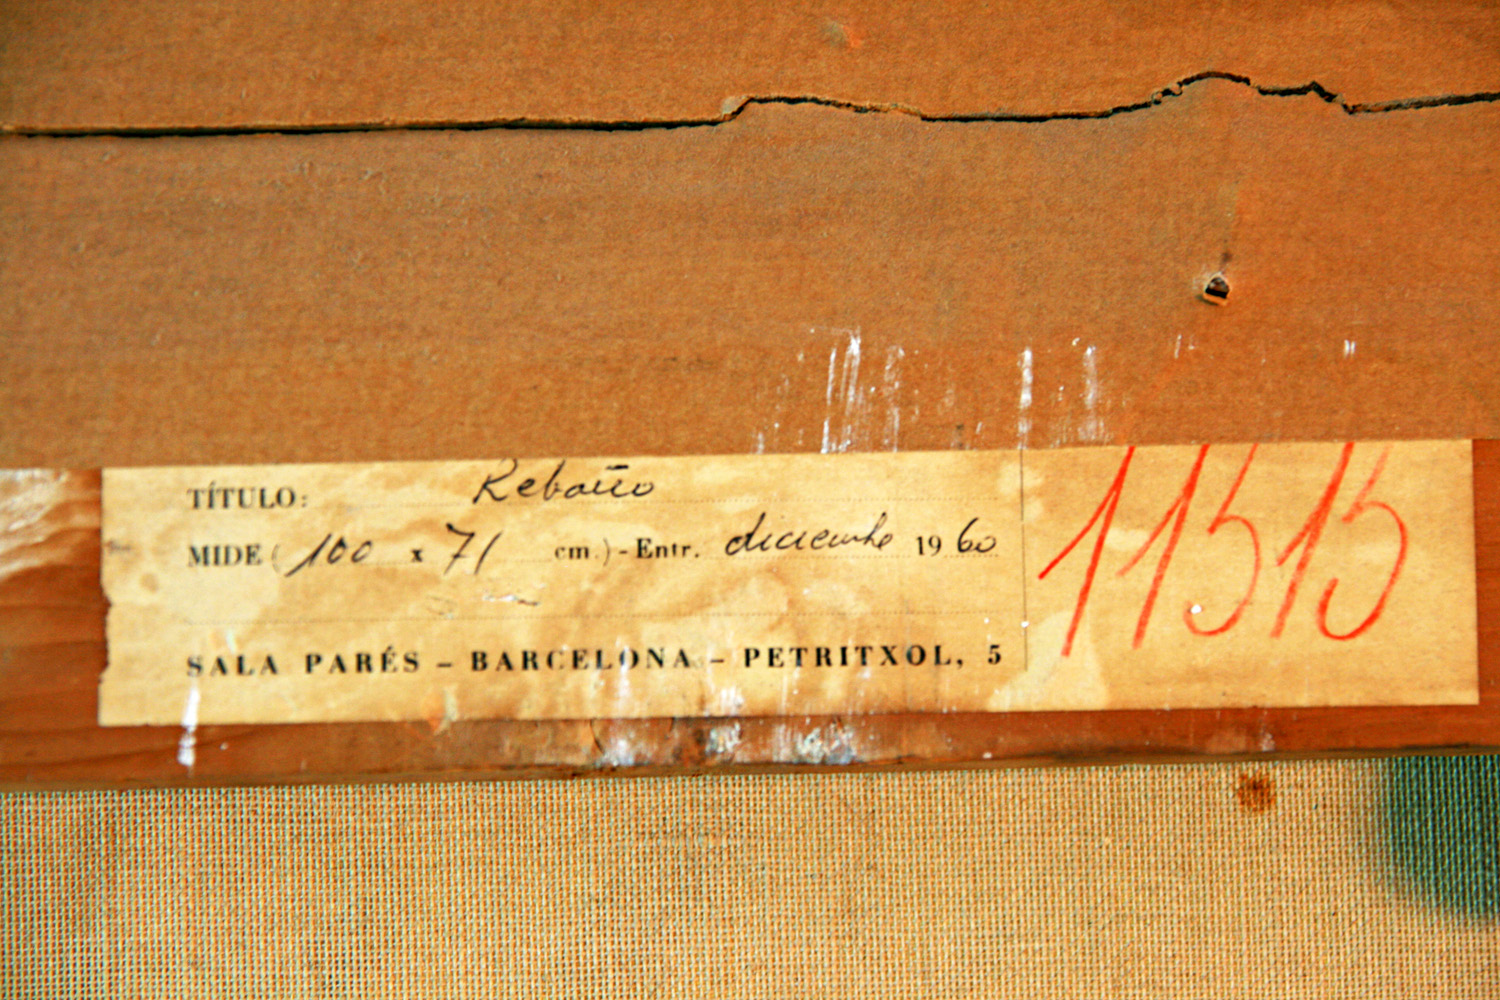 TÍTULO: Rebaño
MIDE (100 x 71 cm.) - Entr. diciembre 1960
SALA PARÉS – BARCELONA – PETRITXOL, 5
11515